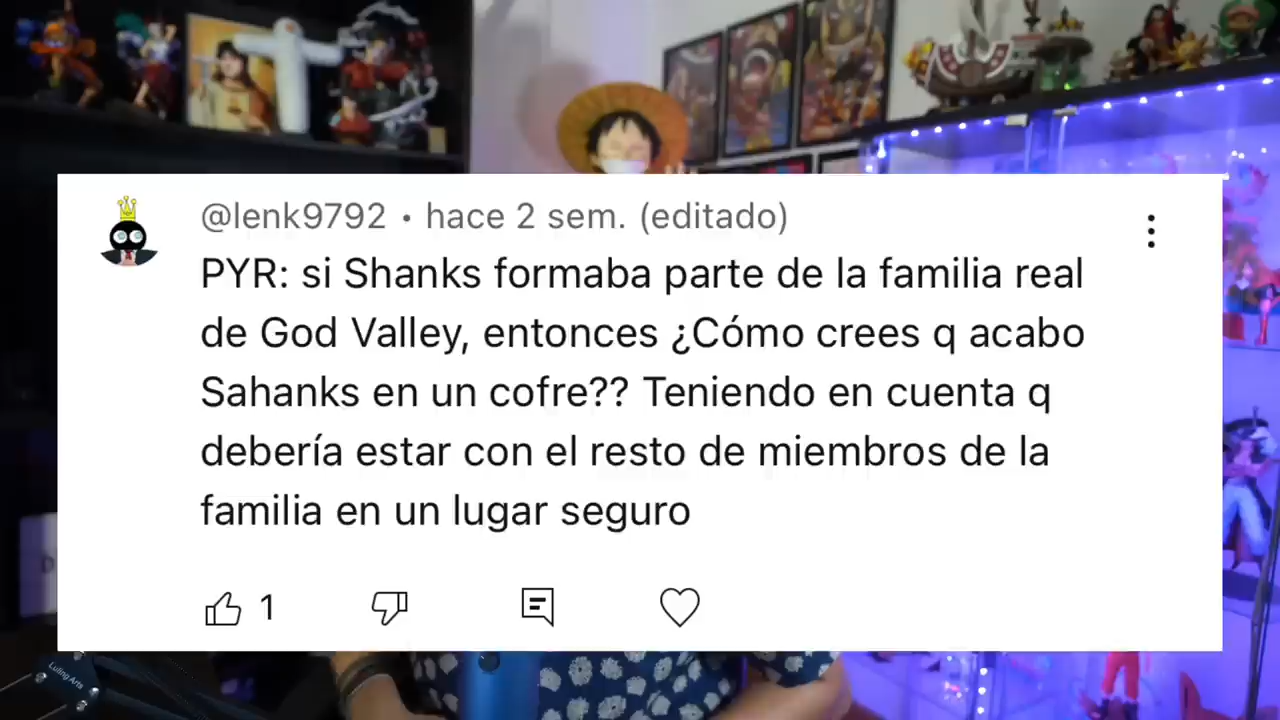 @lenk9792 • hace 2 sem. (editado)
PYR: si Shanks formaba parte de la familia real
de God Valley, entonces ¿Cómo crees q acabo
Sahanks en un cofre?? Teniendo en cuenta q
debería estar con el resto de miembros de la
familia en un lugar seguro
1
Luling Arts
D